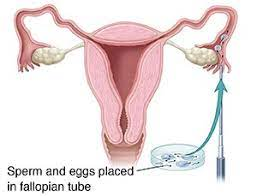 Sperm and eggs placed
in fallopian tube